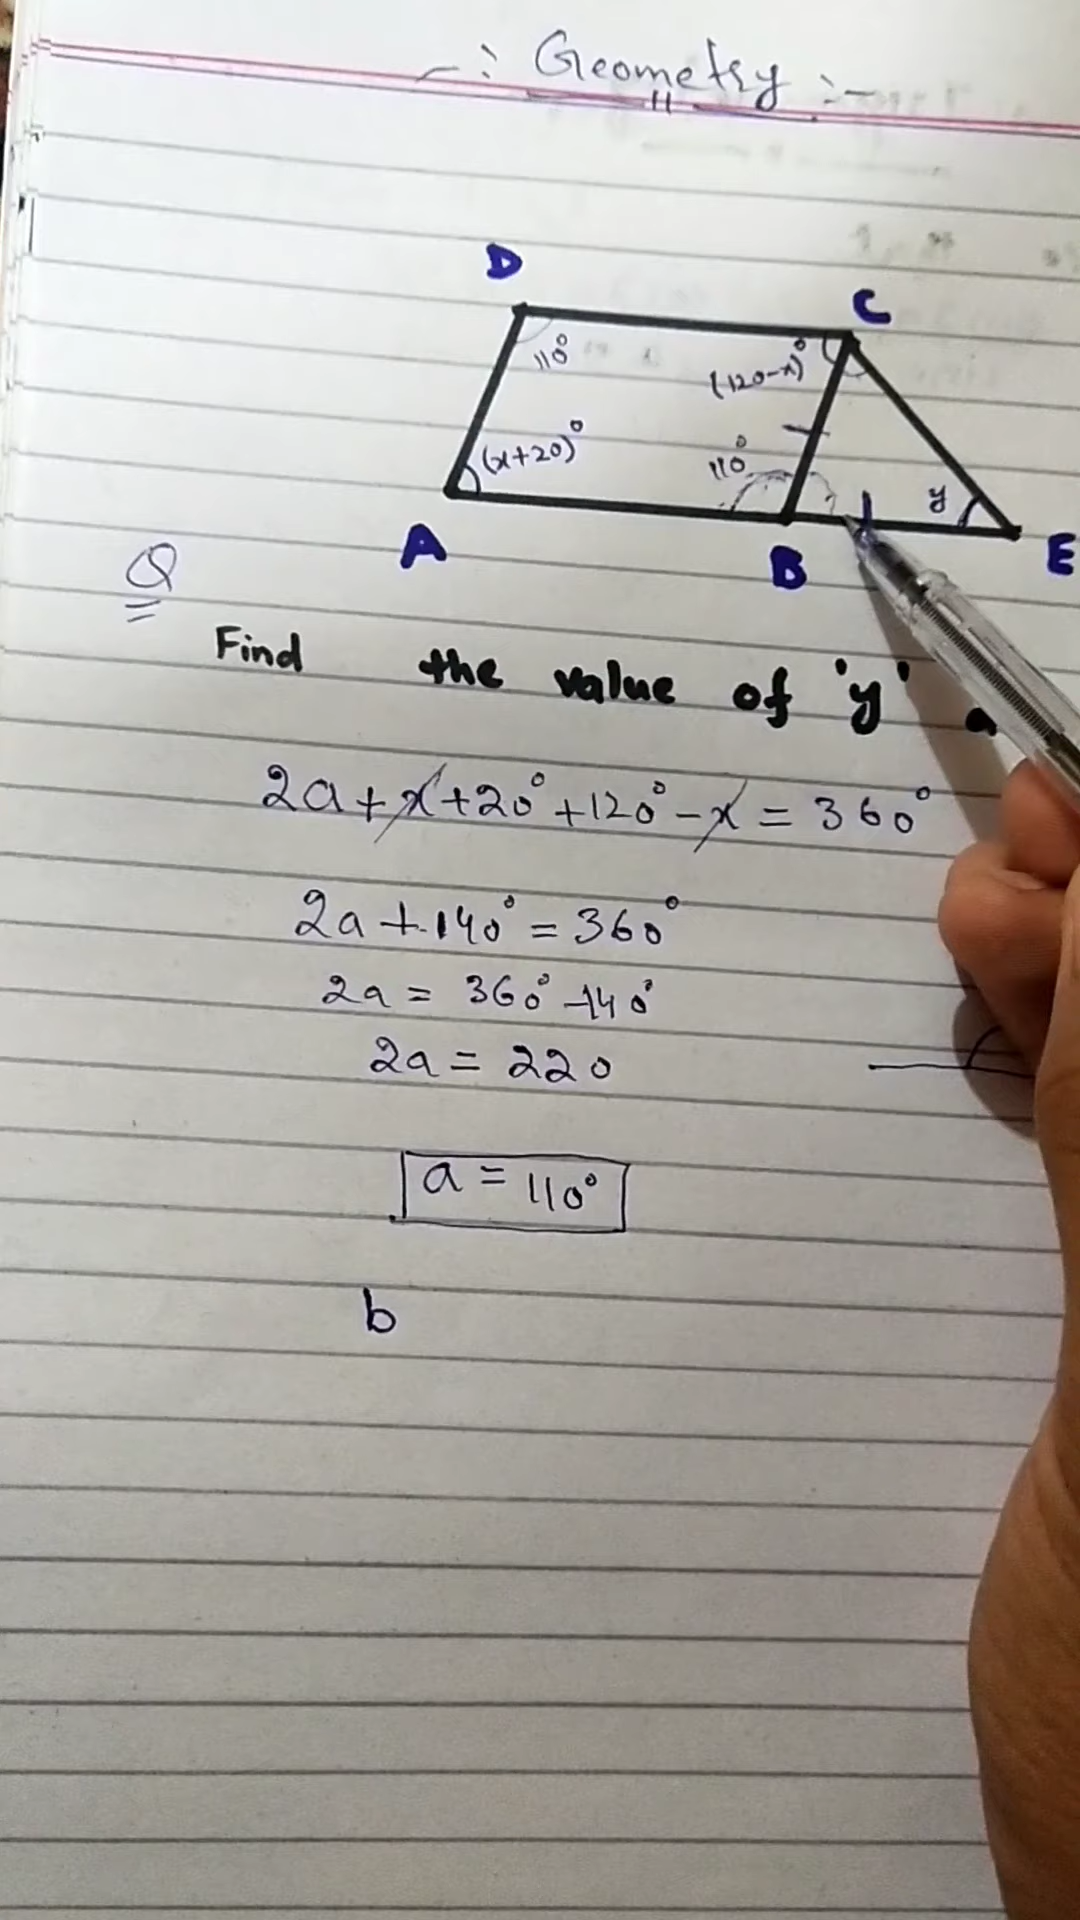 -: Geometry :-
D
C
110°
(120-x)°
(x+20)°
110°
y
A
B
E
Q
Find the value of 'y'
2a + x + 20° + 120° - x = 360°
2a + 140° = 360°
2a = 360° - 140°
2a = 220
a = 110°
b